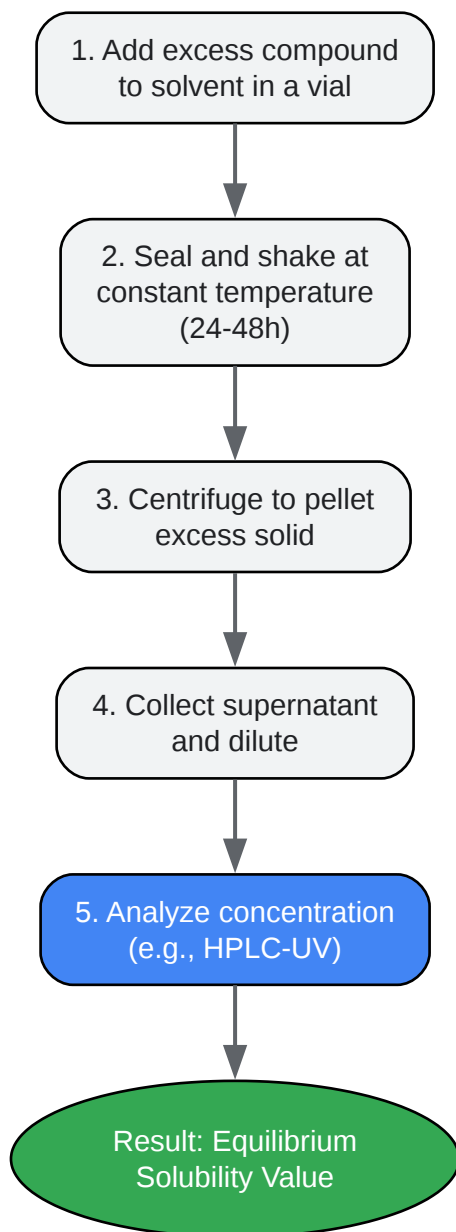 1. Add excess compound
to solvent in a vial
2. Seal and shake at
constant temperature
(24-48h)
3. Centrifuge to pellet
excess solid
4. Collect supernatant
and dilute
5. Analyze concentration
(e.g., HPLC-UV)
Result: Equilibrium
Solubility Value